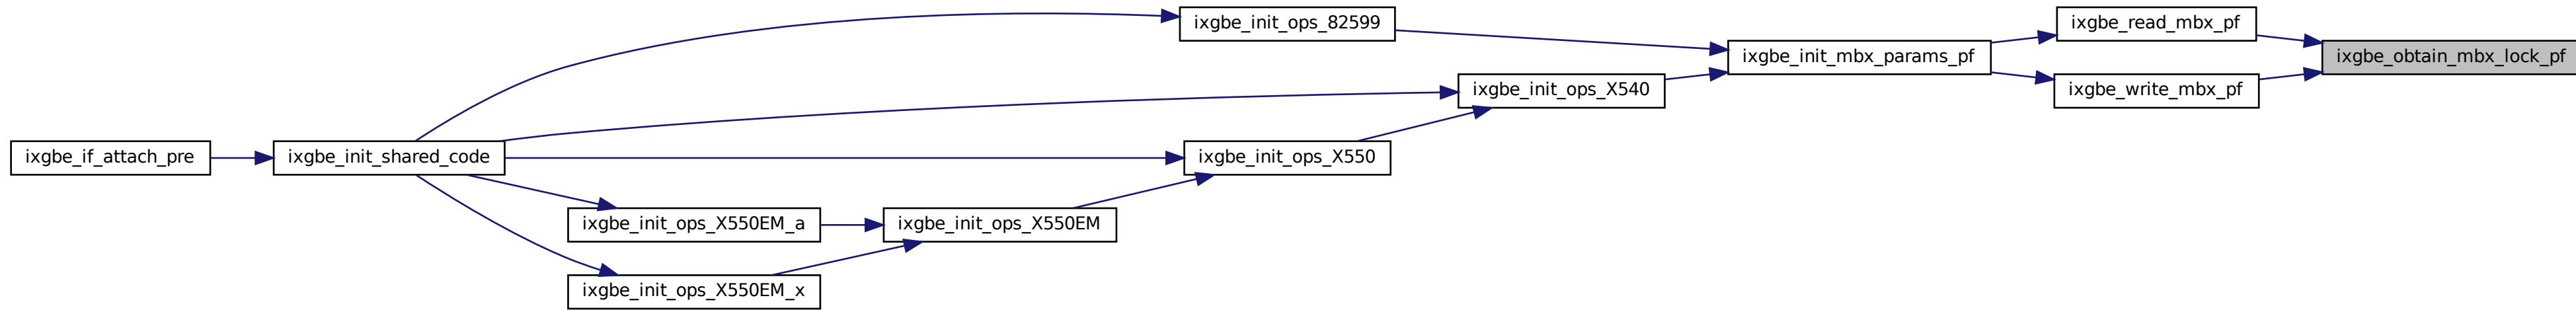 ixgbe_init_ops_82599
ixgbe_read_mbx_pf
ixgbe_init_mbx_params_pf
ixgbe_obtain_mbx_lock_pf
ixgbe_init_ops_X540
ixgbe_write_mbx_pf
ixgbe_if_attach_pre
ixgbe_init_shared_code
ixgbe_init_ops_X550
ixgbe_init_ops_X550EM_a
ixgbe_init_ops_X550EM
ixgbe_init_ops_X550EM_x